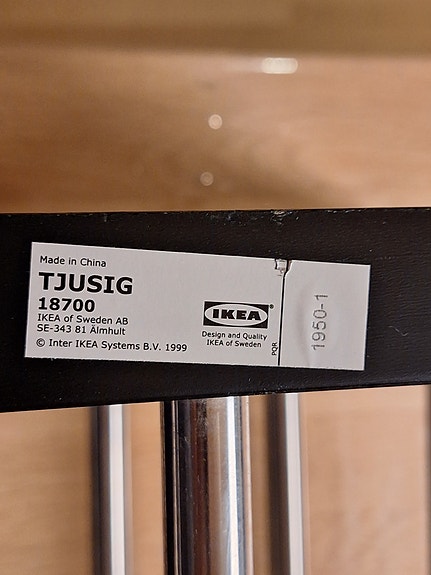 Made in China
TJUSIG
18700
IKEA of Sweden AB
SE-343 81 Älmhult
© Inter IKEA Systems B.V. 1999
IKEA®
Design and Quality
IKEA of Sweden
PQR
1950-1